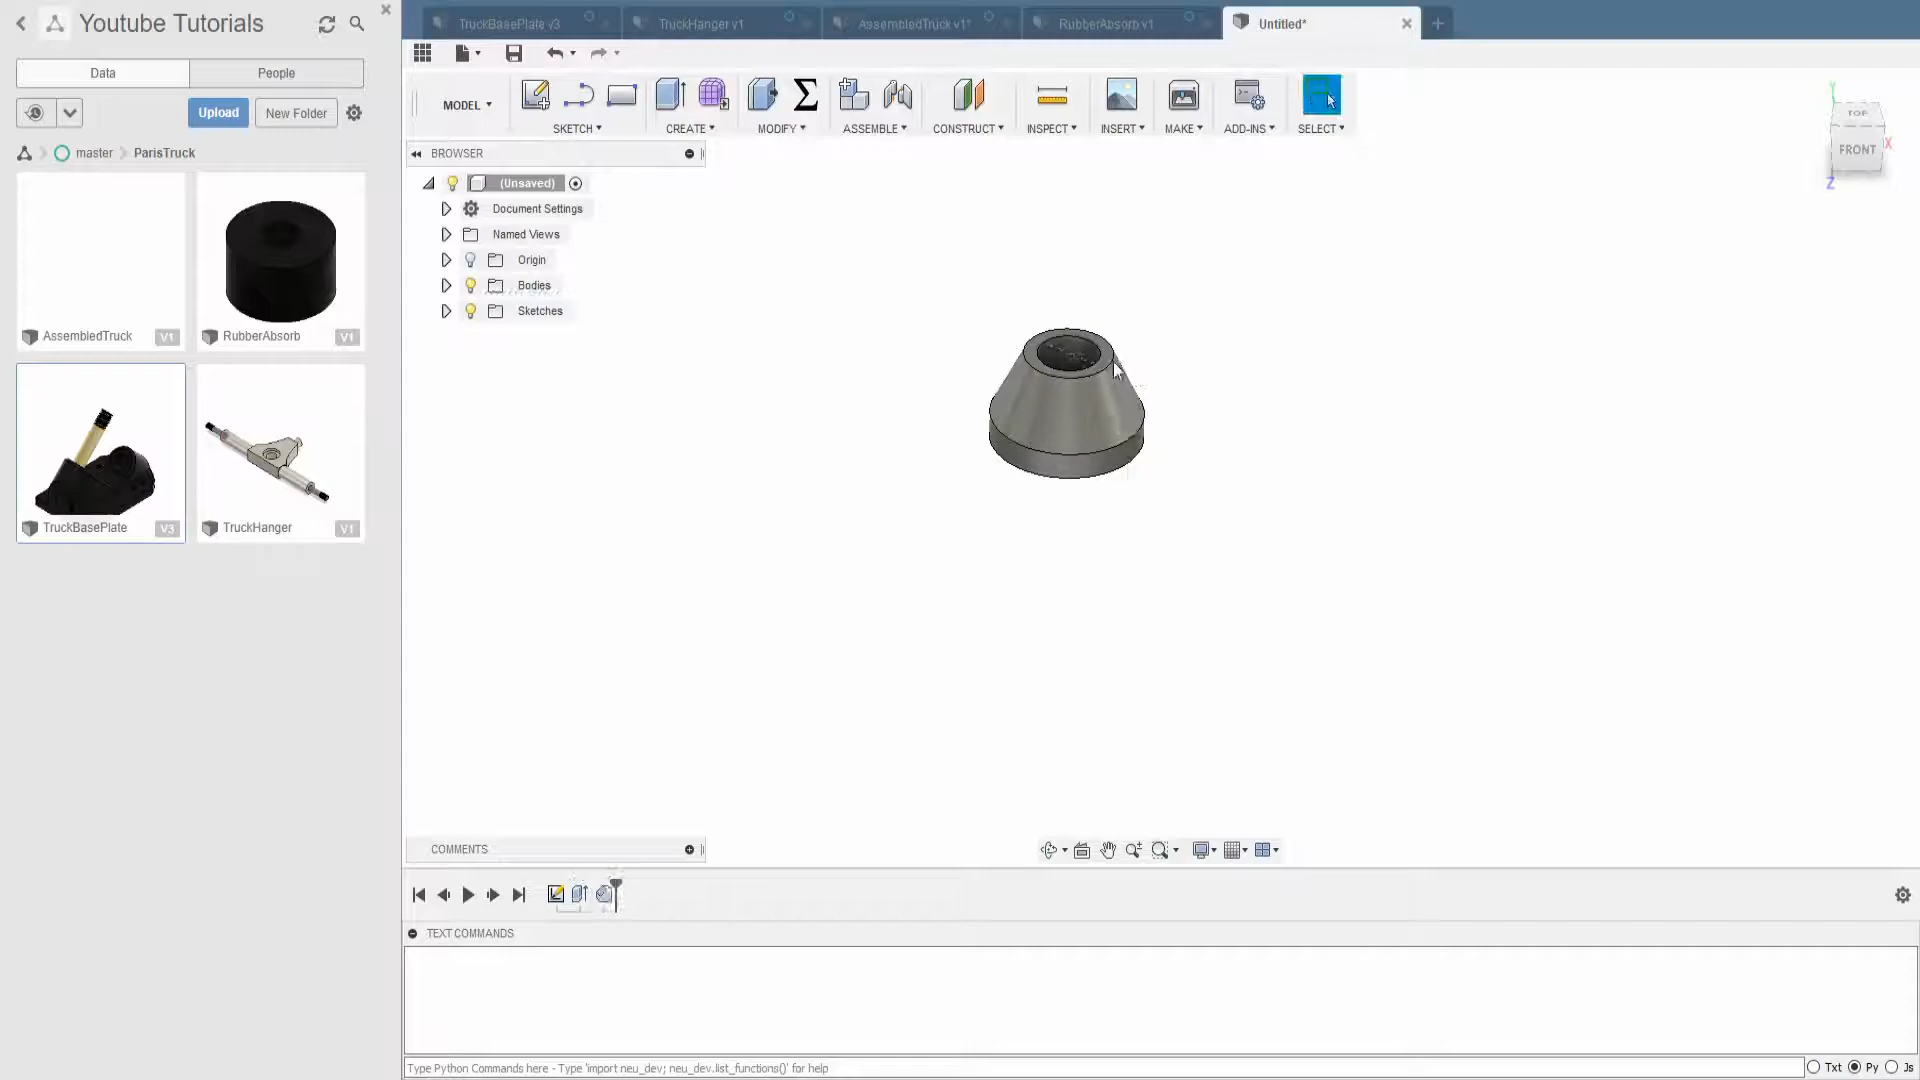 Youtube Tutorials
Data
People
Upload
New Folder
master
ParisTruck
AssembledTruck
V1
RubberAbsorb
V1
TruckBasePlate
V3
TruckHanger
V1
TruckBasePlate v3
TruckHanger v1
AssembledTruck v1*
RubberAbsorb v1
Untitled*
MODEL
SKETCH
CREATE
MODIFY
ASSEMBLE
CONSTRUCT
INSPECT
INSERT
MAKE
ADD-INS
SELECT
BROWSER
(Unsaved)
Document Settings
Named Views
Origin
Bodies
Sketches
Y
TOP
FRONT
X
Z
COMMENTS
TEXT COMMANDS
Type Python Commands here - Type 'import neu_dev; neu_dev.list_functions()' for help
Txt
Py
Js